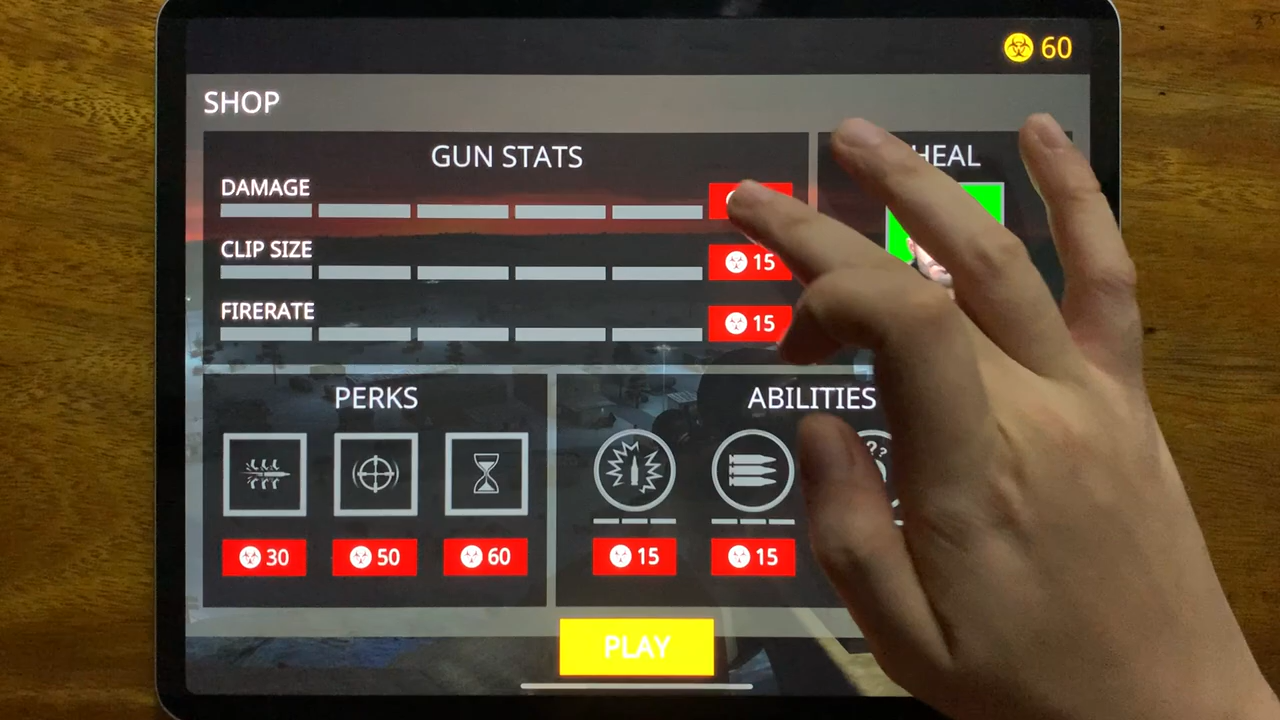 60
SHOP
GUN STATS
HEAL
DAMAGE
CLIP SIZE
15
FIRERATE
15
PERKS
ABILITIES
??
30
50
60
15
15
PLAY